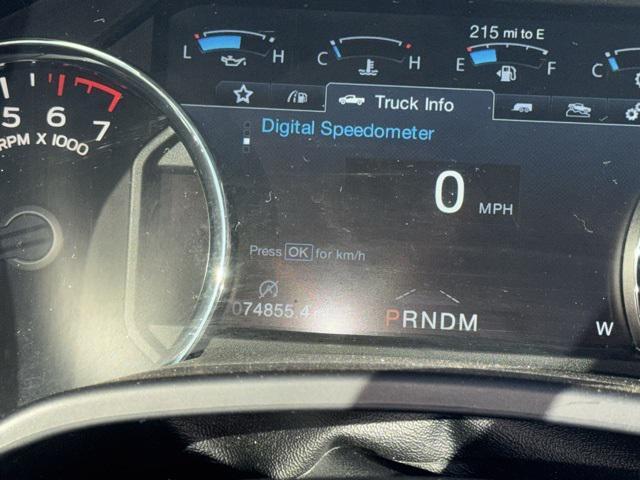 215 mi to E
L H
C H
E F
C
Truck Info
5 6 7
RPM X 1000
Digital Speedometer
0 MPH
Press OK for km/h
074855.4
PRNDM
W